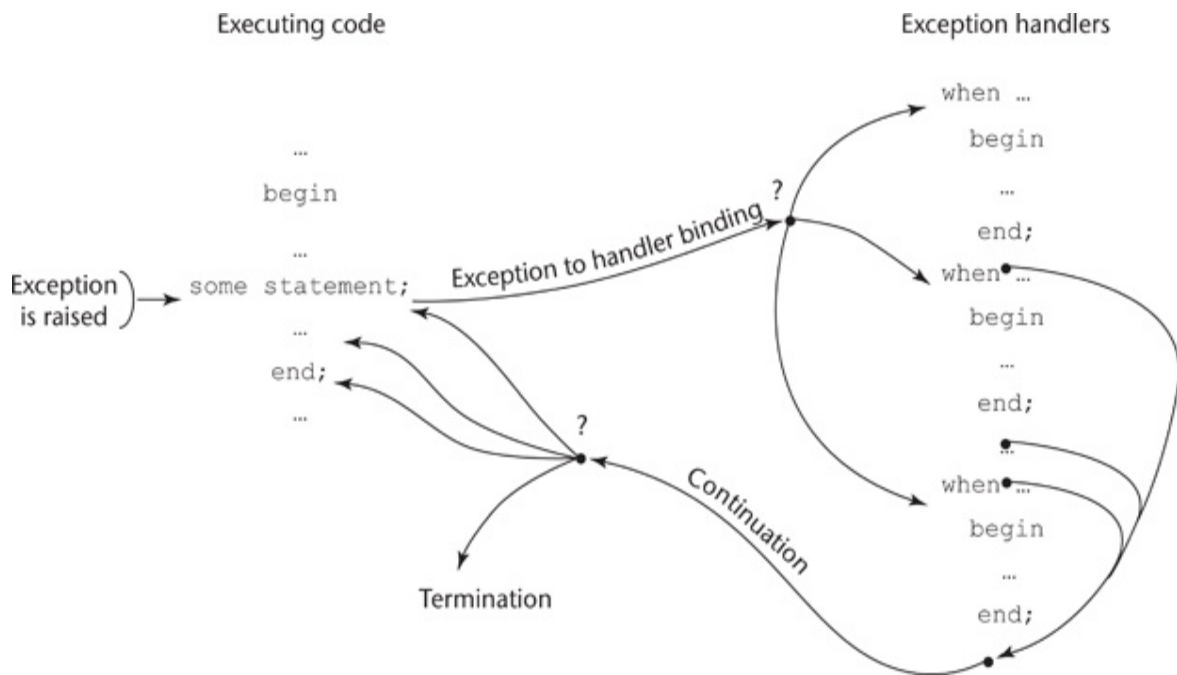 Executing code
Exception handlers
…
begin
…
some statement;
…
end;
…
Exception
is raised
Exception to handler binding
?
when …
begin
…
end;
when …
begin
…
end;
…
when …
begin
…
end;
?
Continuation
Termination